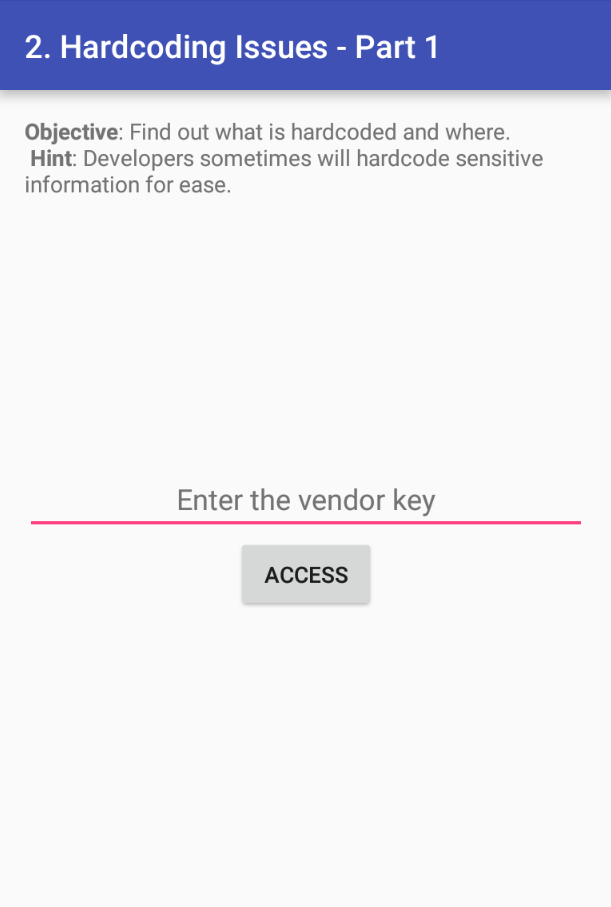 2. Hardcoding Issues - Part 1
Objective: Find out what is hardcoded and where.
Hint: Developers sometimes will hardcode sensitive
information for ease.
Enter the vendor key
ACCESS